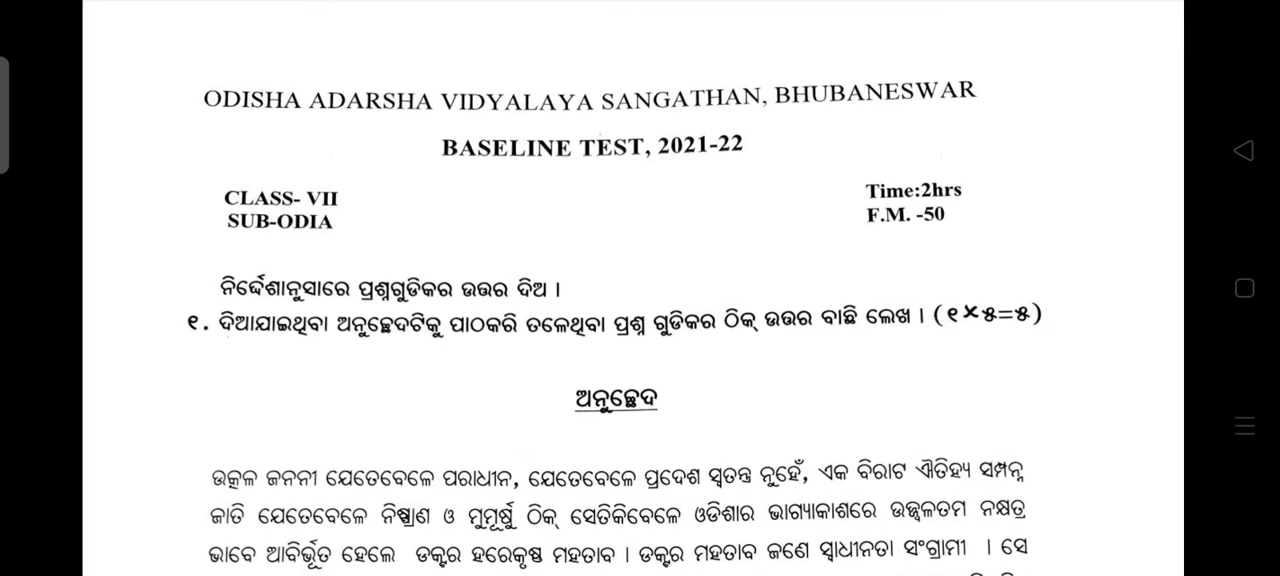 ODISHA ADARSHA VIDYALAYA SANGATHAN, BHUBANESWAR
BASELINE TEST, 2021-22
CLASS- VII
Time:2hrs
SUB-ODIA
F.M. -50
ନିର୍ଦ୍ଦେଶାନୁସାରେ ପ୍ରଶ୍ନଗୁଡିକର ଉତ୍ତର ଦିଅ ।
୧. ଦିଆଯାଇଥିବା ଅନୁଚ୍ଛେଦଟିକୁ ପାଠକରି ତଳେଥିବା ପ୍ରଶ୍ନ ଗୁଡିକର ଠିକ୍ ଉତ୍ତର ବାଛି ଲେଖ । (୧×୫=୫)
ଅନୁଚ୍ଛେଦ
ଉତ୍କଳ ଜନନୀ ଯେତେବେଳେ ପରାଧୀନ, ଯେତେବେଳେ ପ୍ରଦେଶ ସ୍ୱତନ୍ତ୍ର ନୁହେଁ, ଏକ ବିରାଟ ଐତିହ୍ୟ ସମ୍ପନ୍ନ
ଜାତି ଯେତେବେଳେ ନିଷ୍ପ୍ରାଣ ଓ ମୁମୂର୍ଷୁ ଠିକ୍ ସେତିକିବେଳେ ଓଡିଶାର ଭାଗ୍ୟାକାଶରେ ଉଜ୍ଜ୍ୱଳତମ ନକ୍ଷତ୍ର
ଭାବେ ଆବିର୍ଭୂତ ହେଲେ ଡକ୍ଟର ହରେକୃଷ୍ଣ ମହତାବ । ଡକ୍ଟର ମହତାବ ଜଣେ ସ୍ୱାଧୀନତା ସଂଗ୍ରାମୀ । ସେ